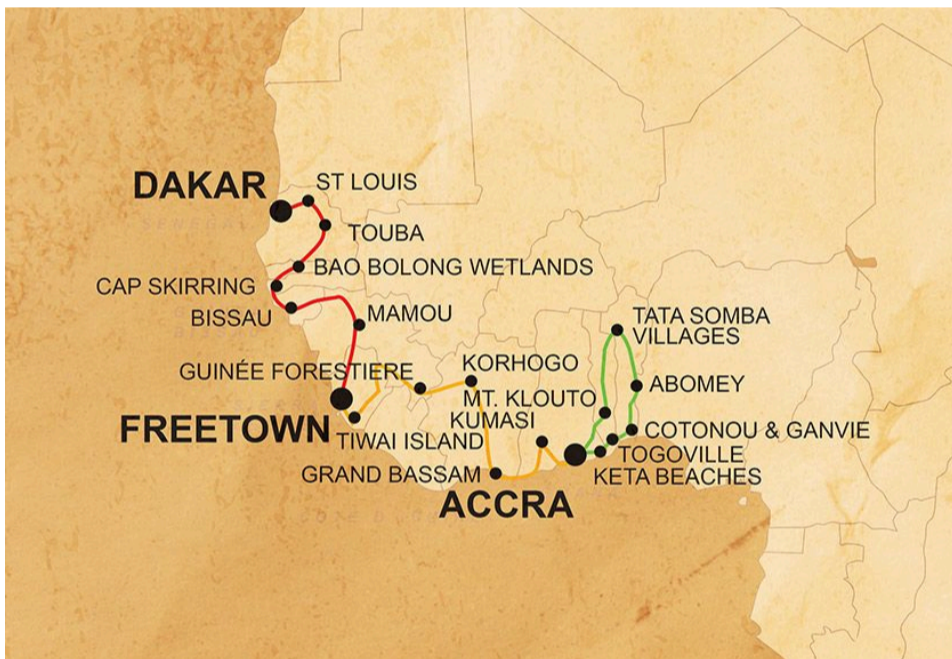 DAKAR
ST LOUIS
TOUBA
BAO BOLONG WETLANDS
CAP SKIRRING
BISSAU
MAMOU
TATA SOMBA
VILLAGES
GUINÉE FORESTIERE
KORHOGO
MT. KLOUTO
ABOMEY
KUMASI
FREETOWN
TIWAI ISLAND
COTONOU & GANVIE
TOGOVILLE
GRAND BASSAM
KETA BEACHES
ACCRA